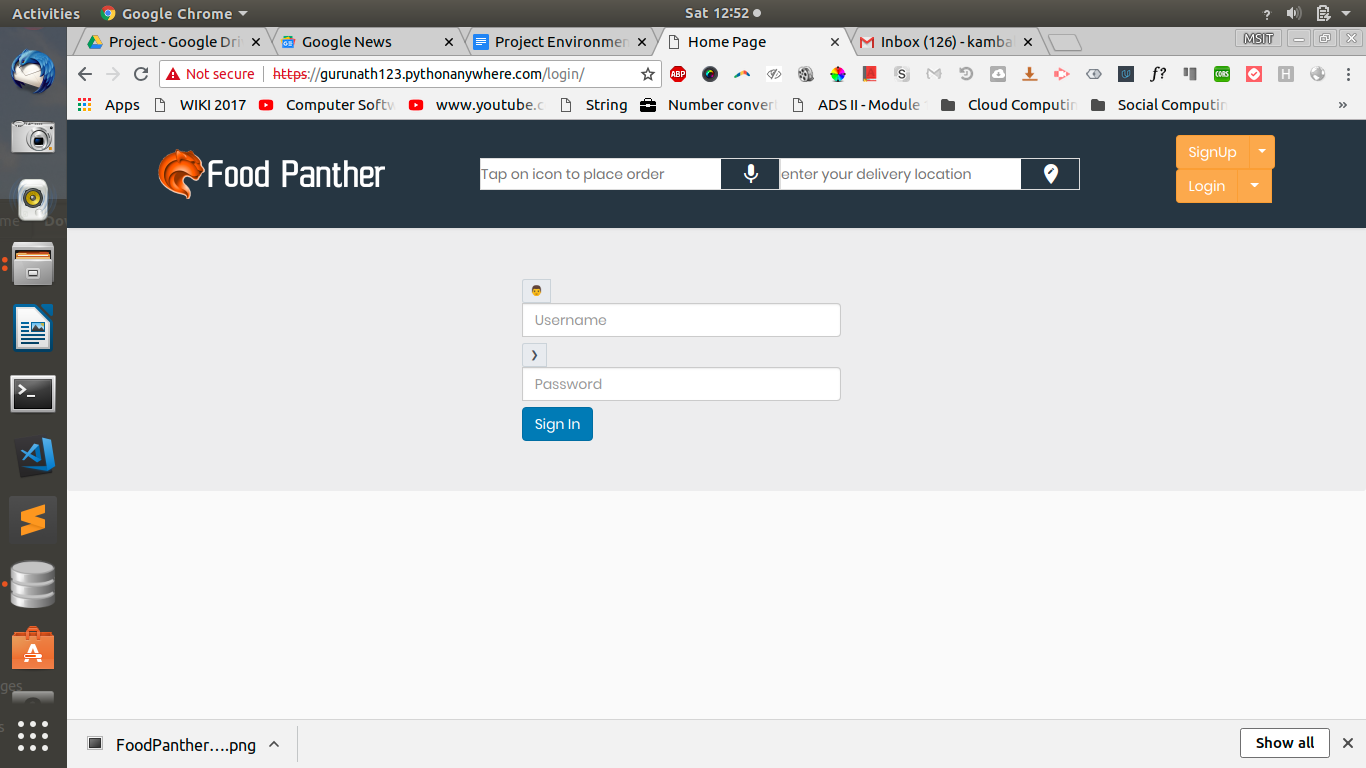 Activities Google Chrome Sat 12:52
Project - Google Dri Google News Project Environmen Home Page Inbox (126) - kamba MSIT
Not secure https://gurunath123.pythonanywhere.com/login/ ABP S f? CORS H
Apps WIKI 2017 Computer Softw www.youtube.c String Number conver ADS II - Module Cloud Computin Social Computin »
Food Panther
Tap on icon to place order
enter your delivery location
SignUp
Login
Username
❯
Password
Sign In
FoodPanther....png
Show all